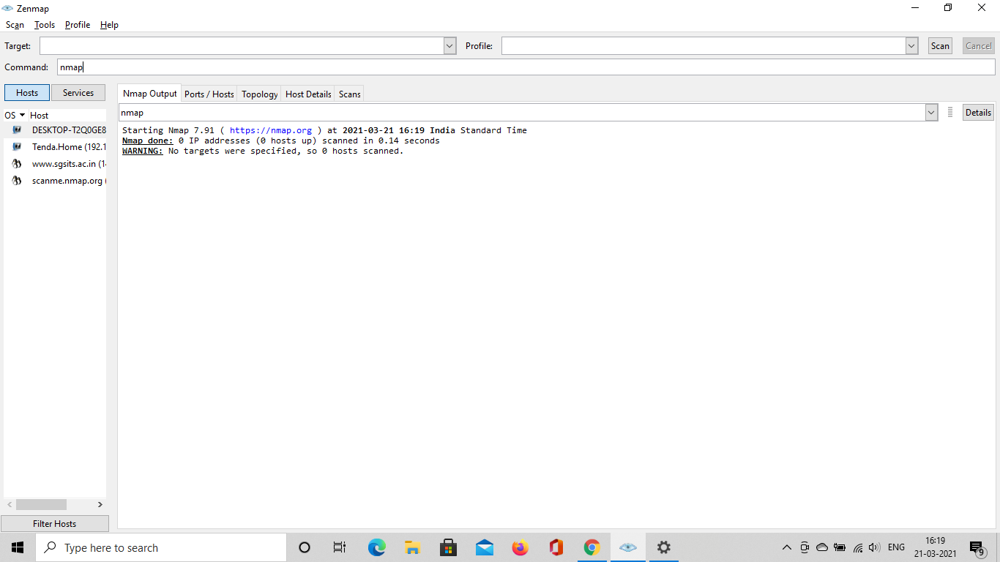 Zenmap
Scan Tools Profile Help
Target: Profile: Scan Cancel
Command: nmap
Hosts Services
Nmap Output Ports / Hosts Topology Host Details Scans
nmap Details
OS Host
DESKTOP-T2Q0GE8
Tenda.Home (192.1
www.sgsits.ac.in (14
scanme.nmap.org (
Starting Nmap 7.91 ( https://nmap.org ) at 2021-03-21 16:19 India Standard Time
Nmap done: 0 IP addresses (0 hosts up) scanned in 0.14 seconds
WARNING: No targets were specified, so 0 hosts scanned.
Filter Hosts
Type here to search
ENG
16:19
21-03-2021
9